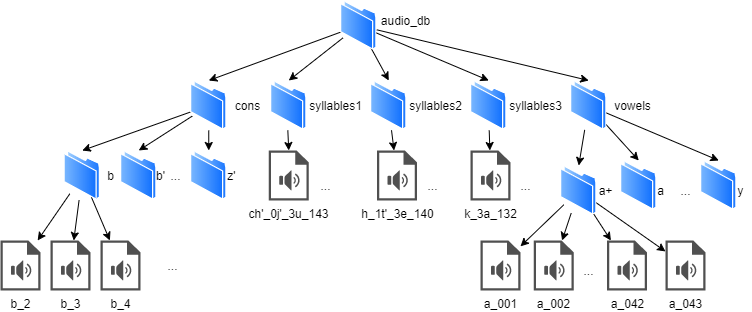 audio_db
cons syllables1 syllables2 syllables3 vowels
b b' ... z' a+ a ... y
ch'_0j'_3u_143 ... h_1t'_3e_140 ... k_3a_132 ...
b_2 b_3 b_4 ... a_001 a_002 ... a_042 a_043